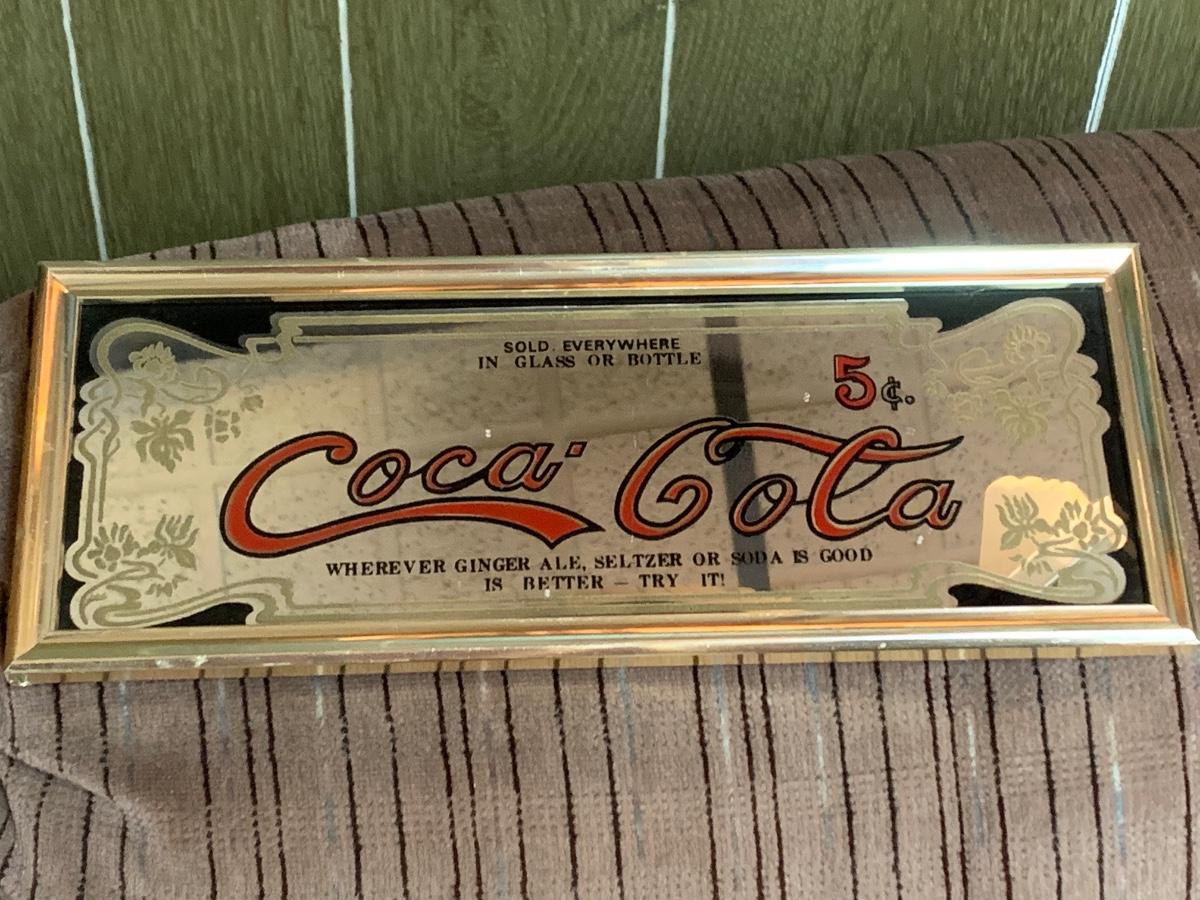 SOLD. EVERYWHERE
IN GLASS OR BOTTLE
5¢.
Coca·Cola
WHEREVER GINGER ALE, SELTZER OR SODA IS GOOD
IS BETTER – TRY IT!